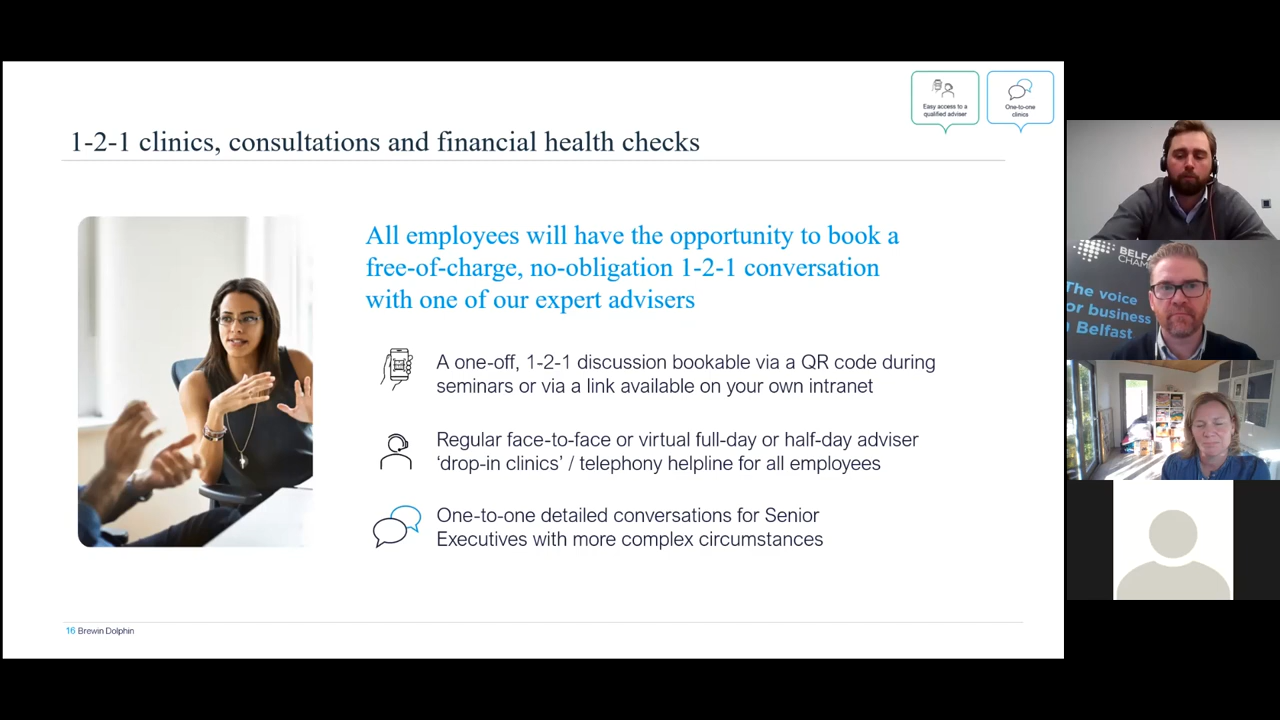 Easy access to a
qualified adviser
One-to-one
clinics
1-2-1 clinics, consultations and financial health checks
All employees will have the opportunity to book a
free-of-charge, no-obligation 1-2-1 conversation
with one of our expert advisers
A one-off, 1-2-1 discussion bookable via a QR code during
seminars or via a link available on your own intranet
Regular face-to-face or virtual full-day or half-day adviser
‘drop-in clinics’ / telephony helpline for all employees
One-to-one detailed conversations for Senior
Executives with more complex circumstances
16 Brewin Dolphin
The voice
or business
Belfast